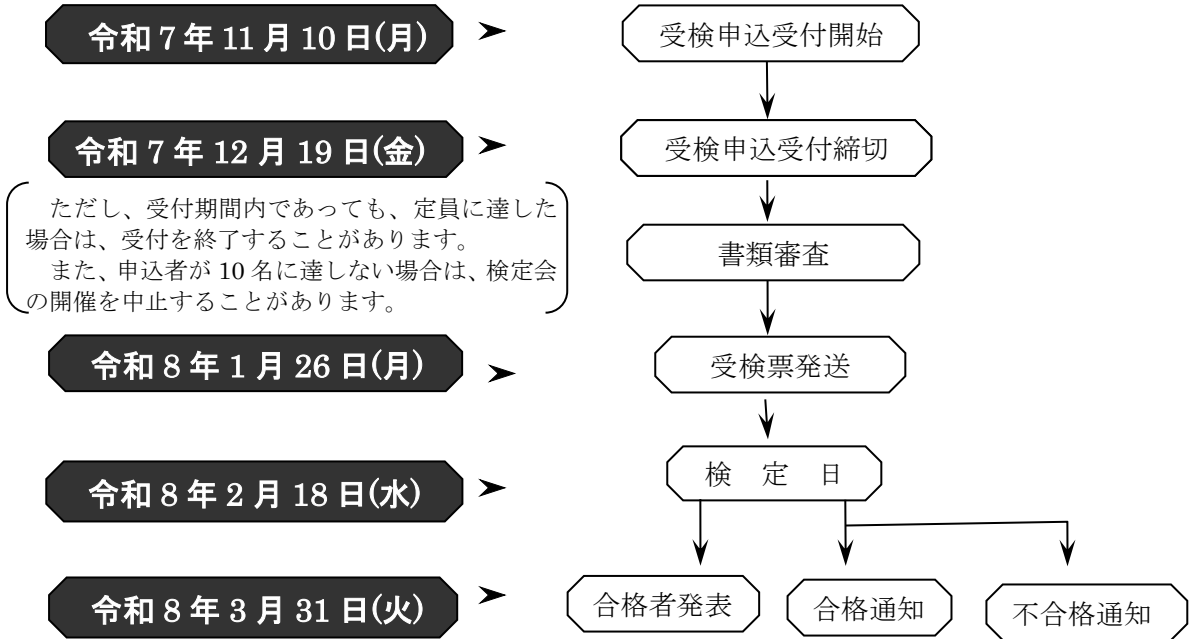 令和7年11月10日(月)
受検申込受付開始
令和7年12月19日(金)
受検申込受付締切
ただし、受付期間内であっても、定員に達した
場合は、受付を終了することがあります。
また、申込者が10名に達しない場合は、検定会
の開催を中止することがあります。
書類審査
令和8年1月26日(月)
受検票発送
令和8年2月18日(水)
検 定 日
令和8年3月31日(火)
合格者発表
合格通知
不合格通知